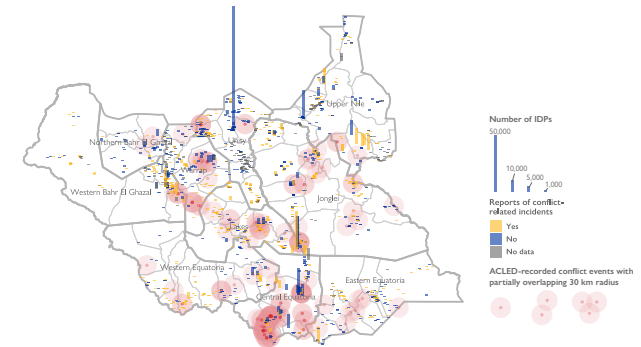 Upper Nile
Northern Bahr El Ghazal
Unity
Warrap
Western Bahr El Ghazal
Jonglei
Lakes
Western Equatoria
Eastern Equatoria
Central Equatoria
Number of IDPs
50,000
10,000
5,000
1,000
Reports of conflict-
related incidents
Yes
No
No data
ACLED-recorded conflict events with
partially overlapping 30 km radius